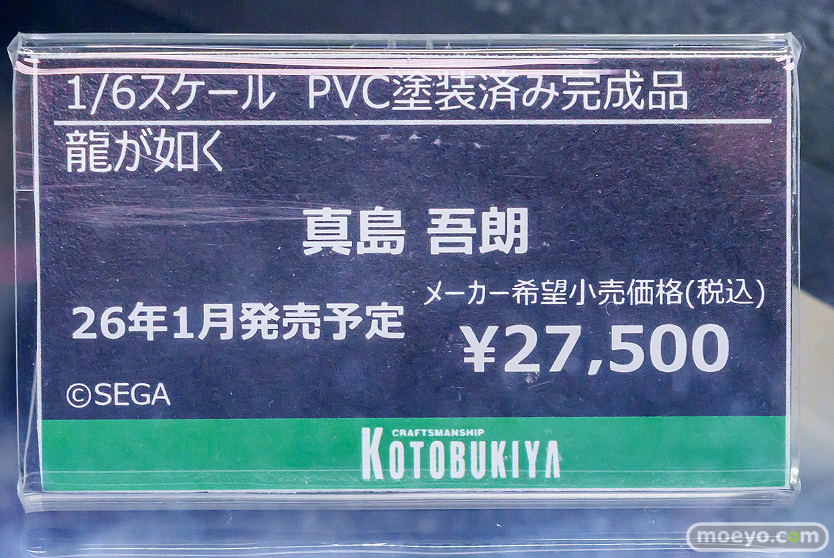 1/6スケール PVC塗装済み完成品
龍が如く
真島 吾朗
メーカー希望小売価格(税込)
26年1月発売予定
¥27,500
©SEGA
CRAFTSMANSHIP
KOTOBUKIYA
moeyo.com